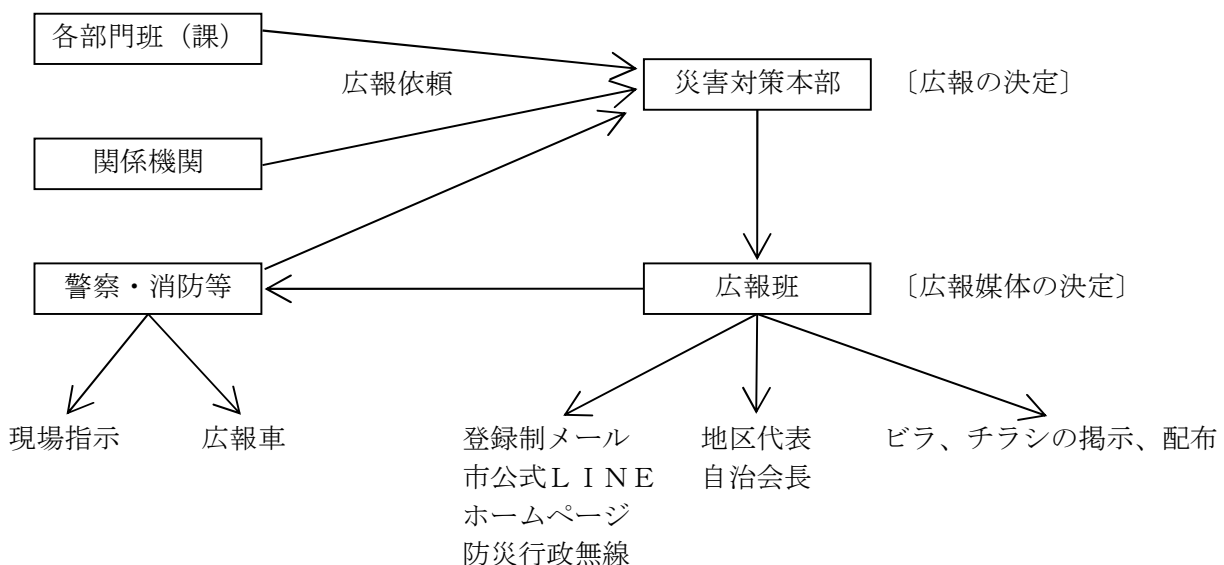 各部門班（課）
広報依頼
災害対策本部
〔広報の決定〕
関係機関
警察・消防等
広報班
〔広報媒体の決定〕
現場指示
広報車
登録制メール
市公式ＬＩＮＥ
ホームページ
防災行政無線
地区代表
自治会長
ビラ、チラシの掲示、配布